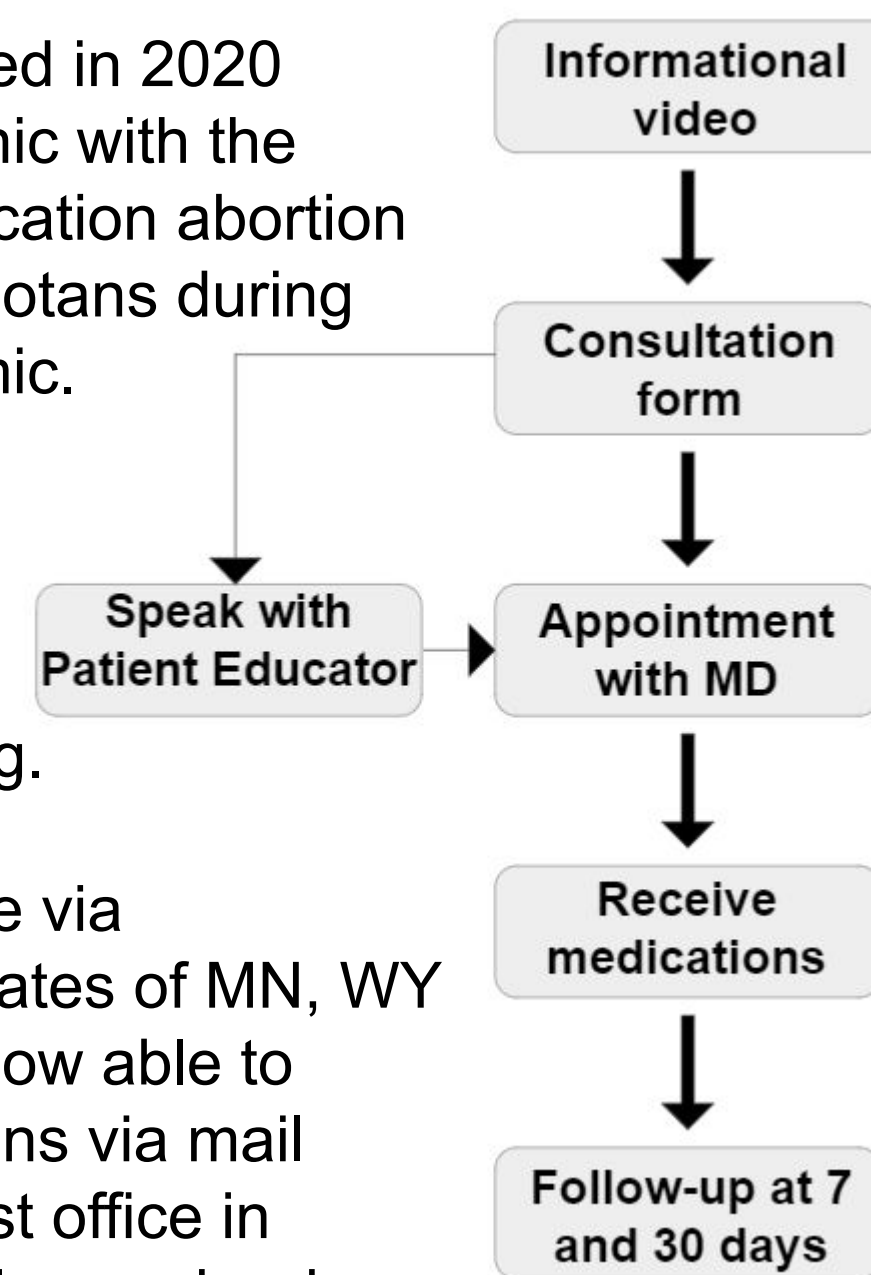 ed in 2020
nic with the
cation abortion
otans during
nic.
g.
e via
ates of MN, WY
ow able to
ns via mail
st office in
Informational
video
Consultation
form
Speak with
Patient Educator
Appointment
with MD
Receive
medications
Follow-up at 7
and 30 days